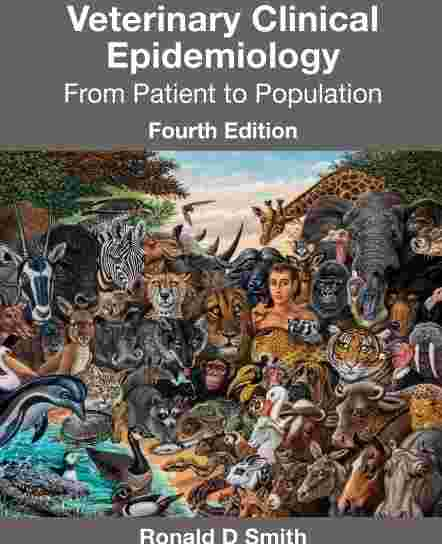 Veterinary Clinical
Epidemiology
From Patient to Population
Fourth Edition
Ronald D Smith